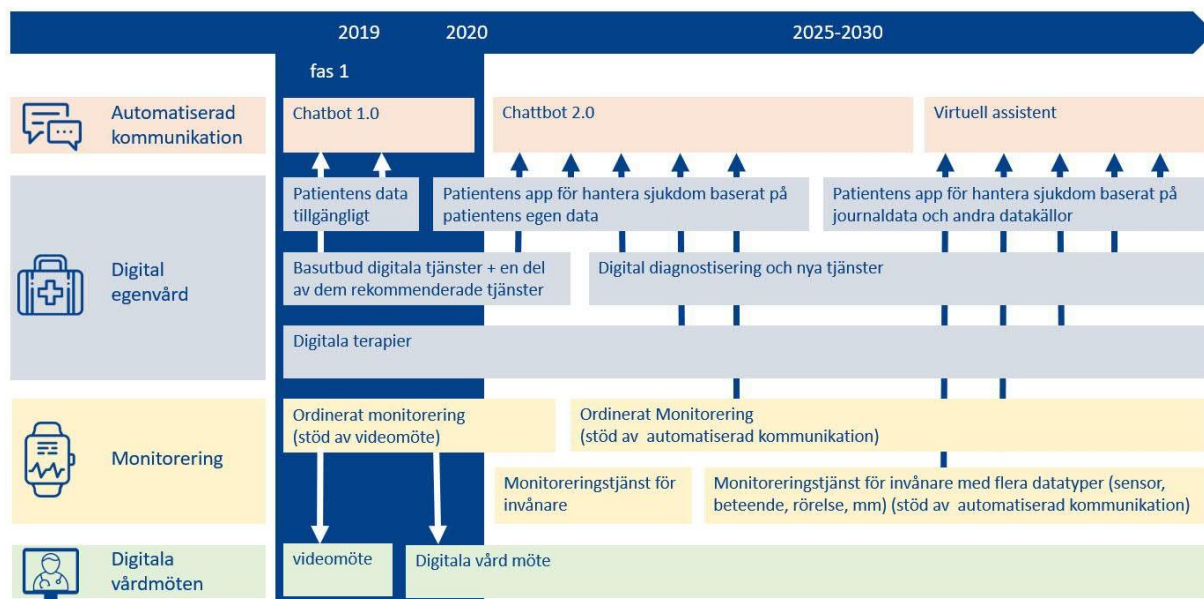 2019
2020
2025-2030
fas 1
Automatiserad
kommunikation
Chatbot 1.0
Chattbot 2.0
Virtuell assistent
Digital
egenvård
Patientens data
tillgängligt
Patientens app för hantera sjukdom baserat på
patientens egen data
Patientens app för hantera sjukdom baserat på
journaldata och andra datakällor
Basutbud digitala tjänster + en del
av dem rekommenderade tjänster
Digital diagnostisering och nya tjänster
Digitala terapier
Monitorering
Ordinerat monitorering
(stöd av videomöte)
Ordinerat Monitorering
(stöd av automatiserad kommunikation)
Monitoreringstjänst för
invånare
Monitoreringstjänst för invånare med flera datatyper (sensor,
beteende, rörelse, mm) (stöd av automatiserad kommunikation)
Digitala
vårdmöten
videomöte
Digitala vård möte